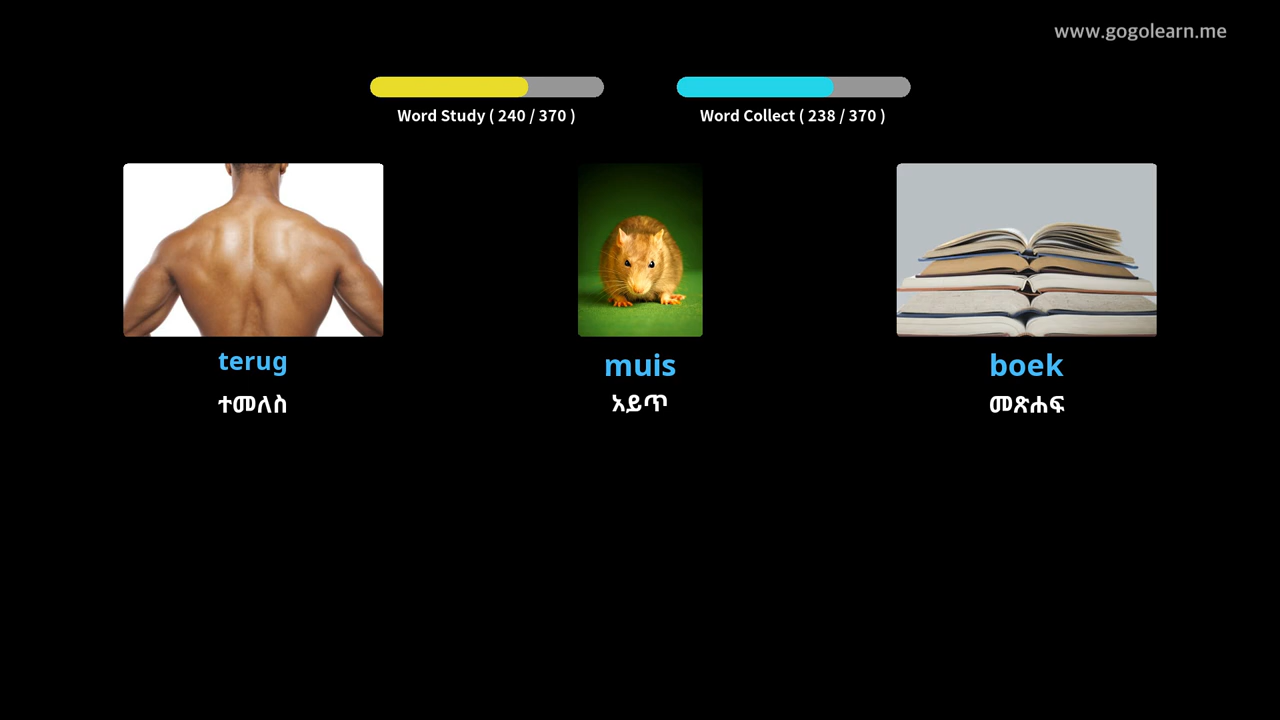 www.gogolearn.me
Word Study ( 240 / 370 )
Word Collect ( 238 / 370 )
terug
ተመለስ
muis
አይጥ
boek
መጽሐፍ